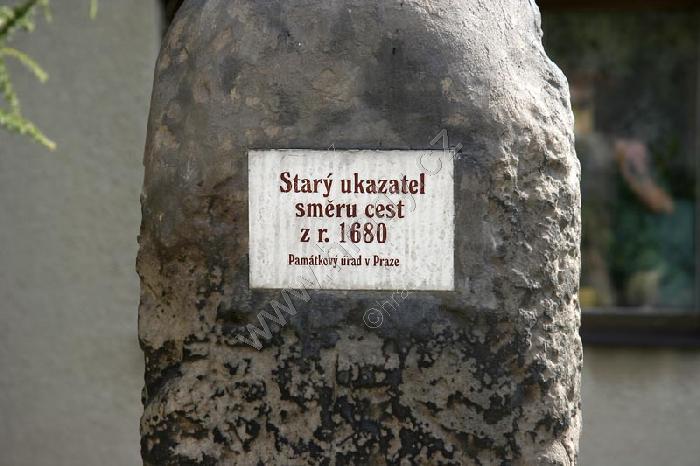 Starý ukazatel
směru cest
z r. 1680
Památkový úřad v Praze